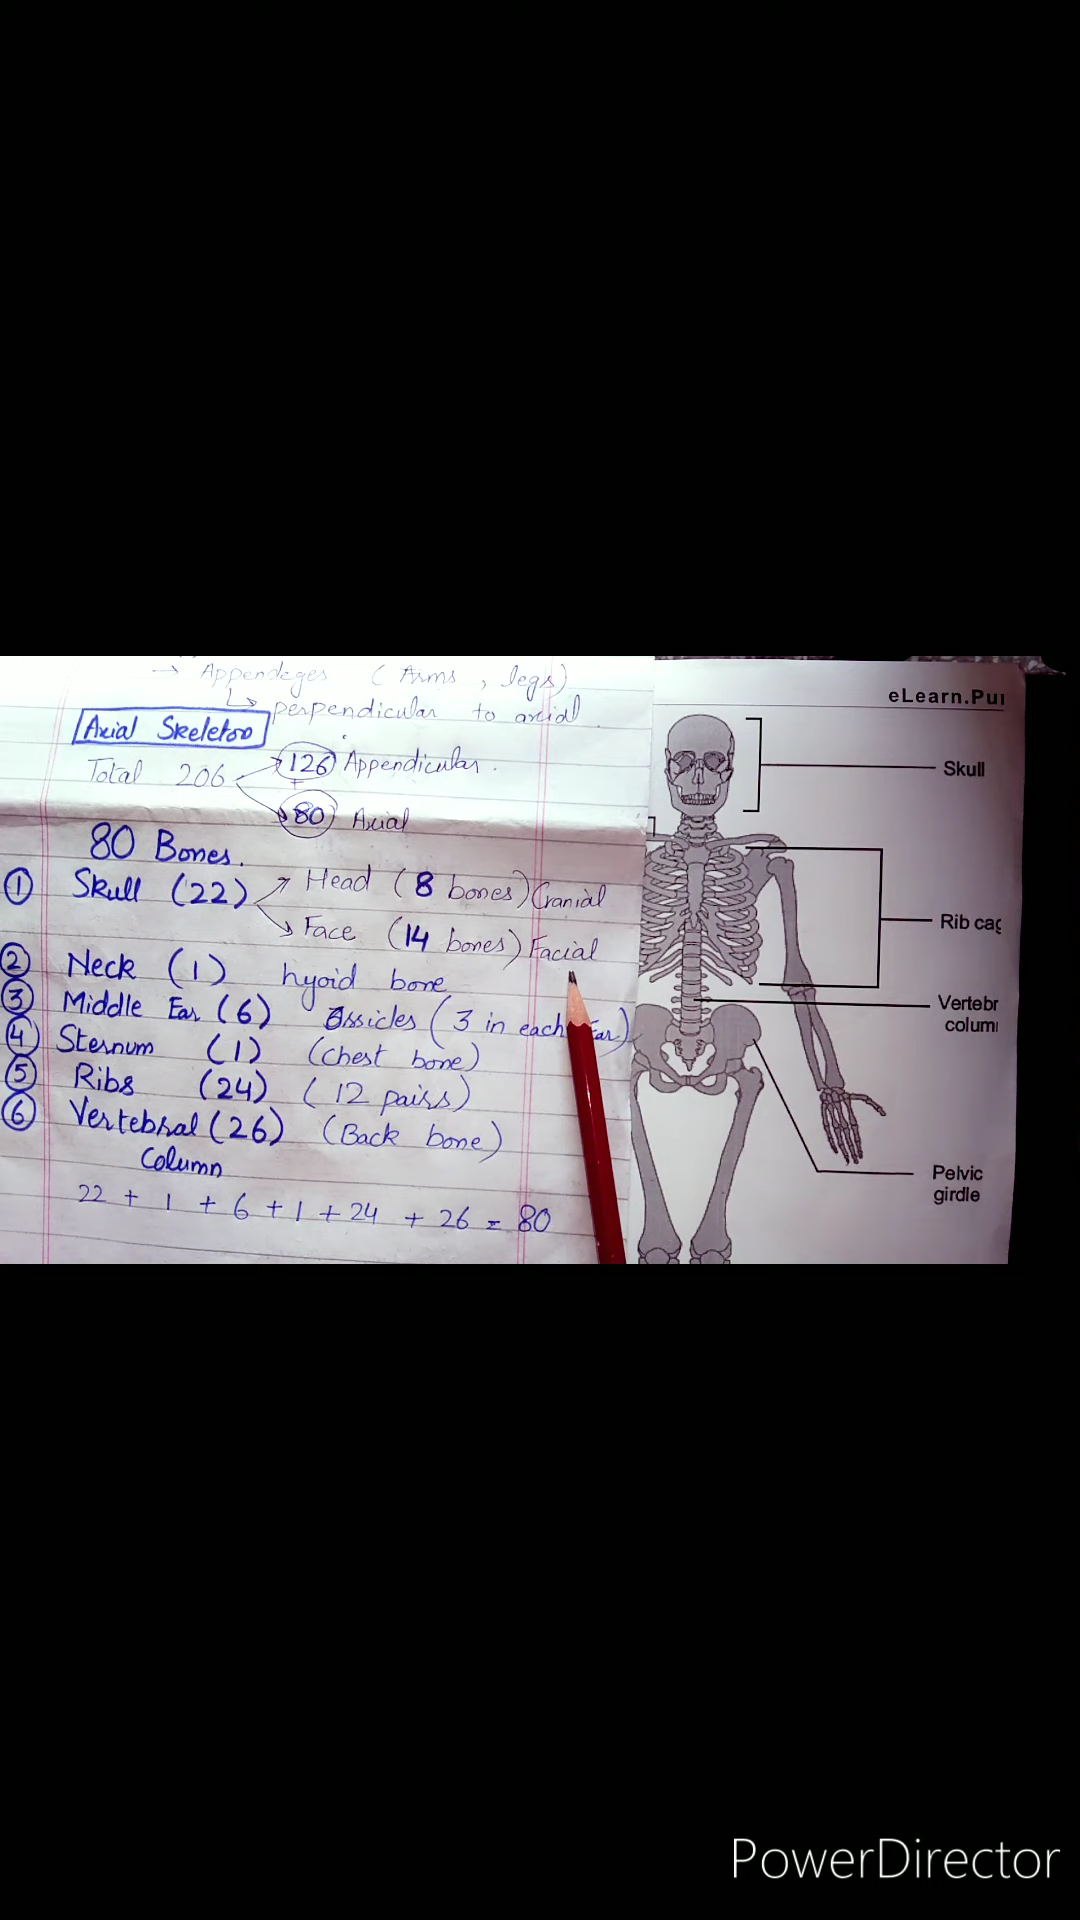 → Appendeges (Arms, legs)
↳ perpendicular to axial.
Axial Skeleton
Total 206 → 126 Appendicular.
+
→ 80 Axial
80 Bones.
① Skull (22) ↗ Head (8 bones) Cranial
↘ Face (14 bones) Facial
② Neck (1) hyoid bone
③ Middle Ear (6) Ossicles (3 in each Ear)
④ Sternum (1) (Chest bone)
⑤ Ribs (24) (12 pairs)
⑥ Vertebral (26) (Back bone)
Column
22 + 1 + 6 + 1 + 24 + 26 = 80
eLearn.Pun
Skull
Rib cag
Vertebr
colum
Pelvic
girdle
PowerDirector